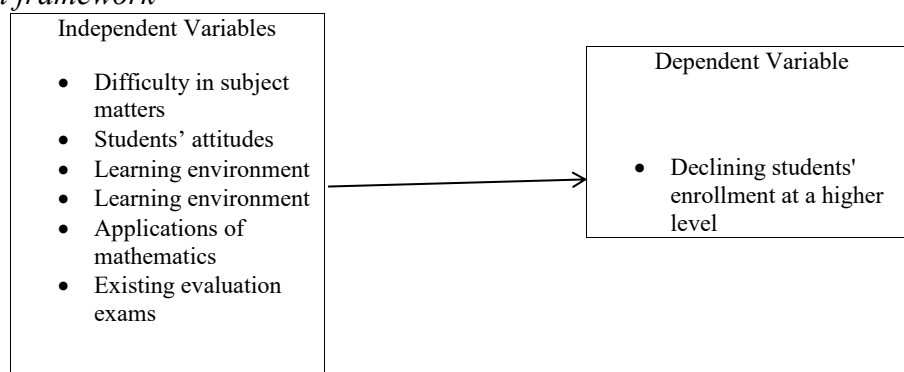 framework
Independent Variables
• Difficulty in subject
matters
• Students’ attitudes
• Learning environment
• Learning environment
• Applications of
mathematics
• Existing evaluation
exams
Dependent Variable
• Declining students'
enrollment at a higher
level